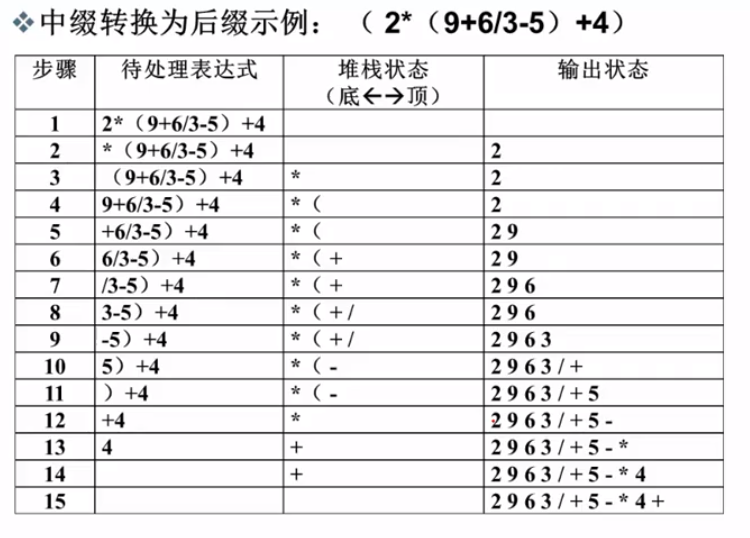 ❖中缀转换为后缀示例：（ 2*（9+6/3-5）+4）
步骤 待处理表达式 堆栈状态（底←→顶） 输出状态
1 2*（9+6/3-5）+4
2 *（9+6/3-5）+4 2
3 （9+6/3-5）+4 * 2
4 9+6/3-5）+4 *（ 2
5 +6/3-5）+4 *（ 2 9
6 6/3-5）+4 *（ + 2 9
7 /3-5）+4 *（ + 2 9 6
8 3-5）+4 *（ + / 2 9 6
9 -5）+4 *（ + / 2 9 6 3
10 5）+4 *（ - 2 9 6 3 / +
11 ）+4 *（ - 2 9 6 3 / + 5
12 +4 * 2 9 6 3 / + 5 -
13 4 + 2 9 6 3 / + 5 - *
14 + 2 9 6 3 / + 5 - * 4
15 2 9 6 3 / + 5 - * 4 +